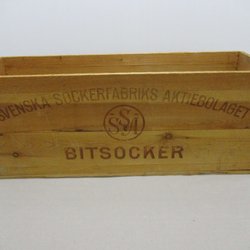 SVENSKA SOCKERFABRIKS AKTIEBOLAGET
SSA
BITSOCKER